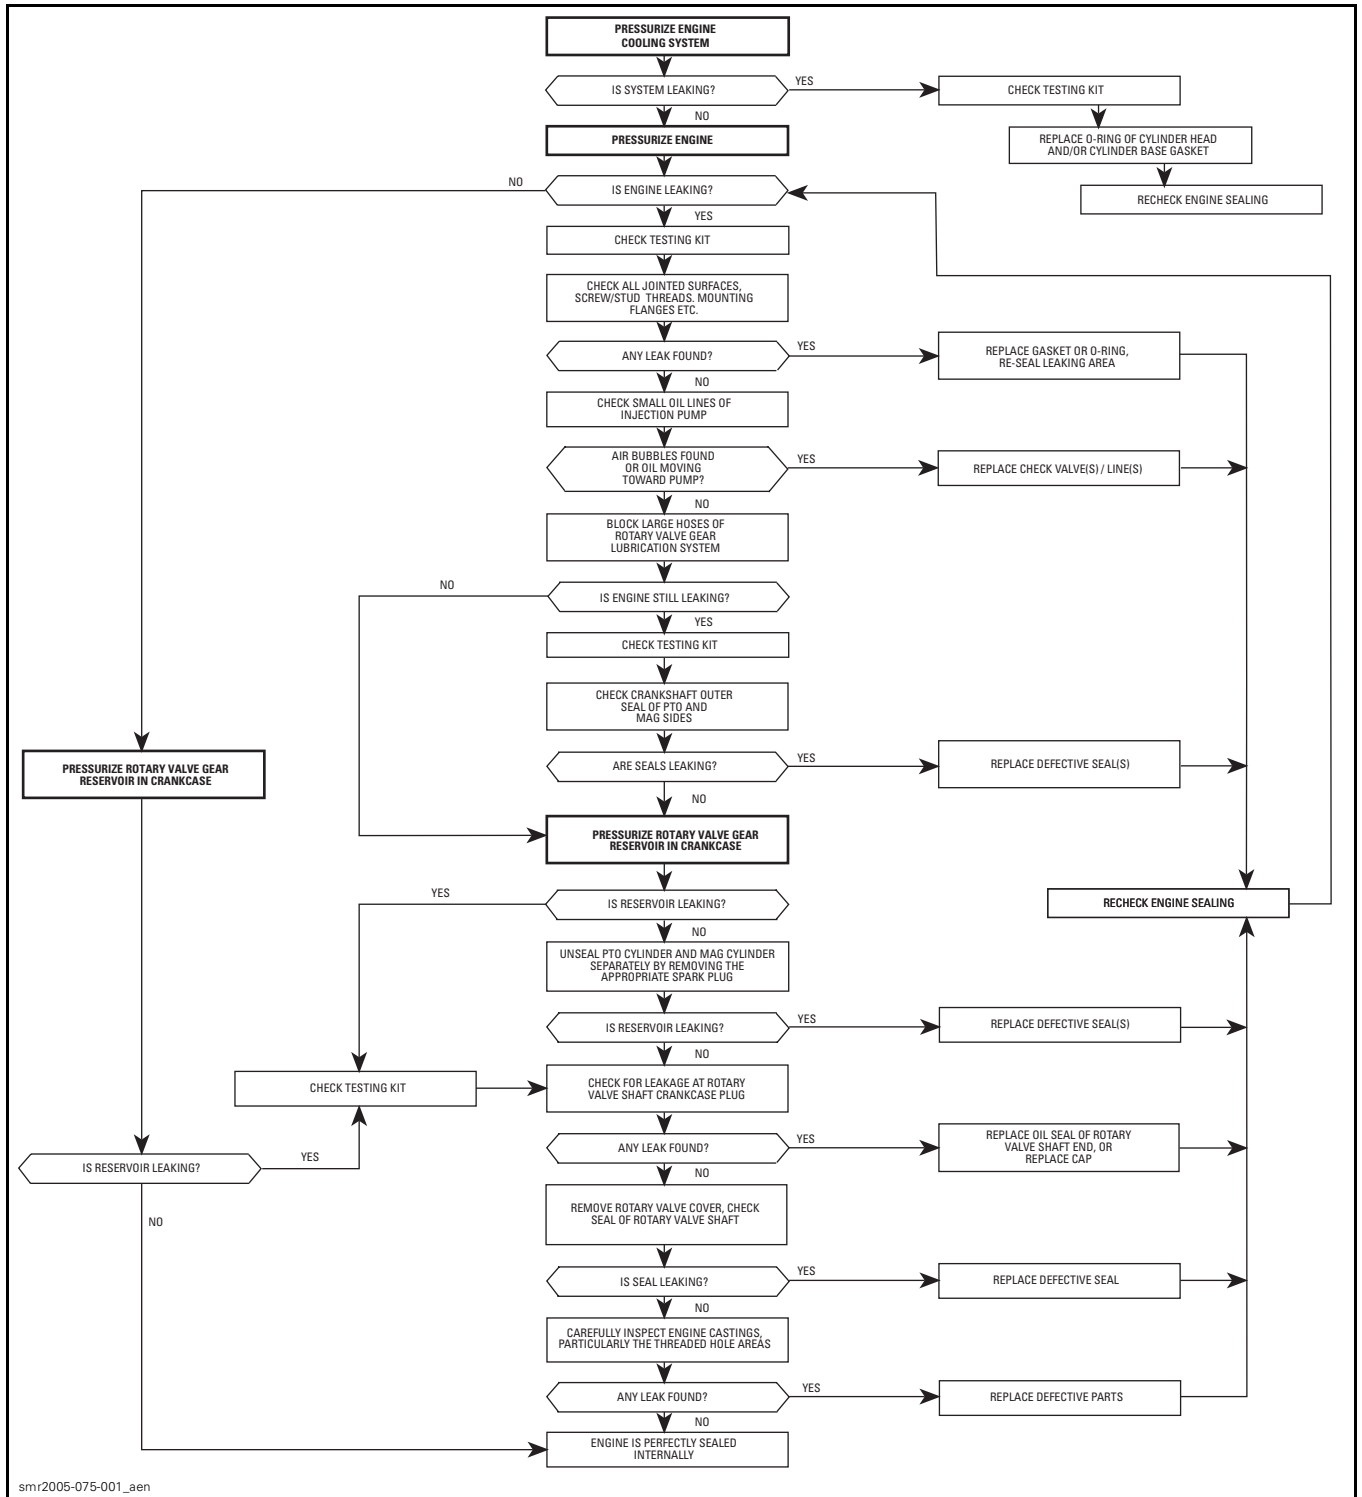 PRESSURIZE ENGINE
COOLING SYSTEM
IS SYSTEM LEAKING?
YES
CHECK TESTING KIT
NO
REPLACE O-RING OF CYLINDER HEAD
AND/OR CYLINDER BASE GASKET
PRESSURIZE ENGINE
NO
IS ENGINE LEAKING?
RECHECK ENGINE SEALING
YES
CHECK TESTING KIT
CHECK ALL JOINTED SURFACES,
SCREW/STUD THREADS. MOUNTING
FLANGES ETC.
ANY LEAK FOUND?
YES
REPLACE GASKET OR O-RING,
RE-SEAL LEAKING AREA
NO
CHECK SMALL OIL LINES OF
INJECTION PUMP
AIR BUBBLES FOUND
OR OIL MOVING
TOWARD PUMP?
YES
REPLACE CHECK VALVE(S) / LINE(S)
NO
BLOCK LARGE HOSES OF
ROTARY VALVE GEAR
LUBRICATION SYSTEM
NO
IS ENGINE STILL LEAKING?
YES
CHECK TESTING KIT
CHECK CRANKSHAFT OUTER
SEAL OF PTO AND
MAG SIDES
ARE SEALS LEAKING?
YES
REPLACE DEFECTIVE SEAL(S)
PRESSURIZE ROTARY VALVE GEAR
RESERVOIR IN CRANKCASE
NO
PRESSURIZE ROTARY VALVE GEAR
RESERVOIR IN CRANKCASE
YES
IS RESERVOIR LEAKING?
RECHECK ENGINE SEALING
NO
UNSEAL PTO CYLINDER AND MAG CYLINDER
SEPARATELY BY REMOVING THE
APPROPRIATE SPARK PLUG
IS RESERVOIR LEAKING?
YES
REPLACE DEFECTIVE SEAL(S)
NO
CHECK TESTING KIT
CHECK FOR LEAKAGE AT ROTARY
VALVE SHAFT CRANKCASE PLUG
ANY LEAK FOUND?
YES
REPLACE OIL SEAL OF ROTARY
VALVE SHAFT END, OR
REPLACE CAP
IS RESERVOIR LEAKING?
YES
NO
REMOVE ROTARY VALVE COVER, CHECK
SEAL OF ROTARY VALVE SHAFT
NO
IS SEAL LEAKING?
YES
REPLACE DEFECTIVE SEAL
NO
CAREFULLY INSPECT ENGINE CASTINGS,
PARTICULARLY THE THREADED HOLE AREAS
ANY LEAK FOUND?
YES
REPLACE DEFECTIVE PARTS
NO
ENGINE IS PERFECTLY SEALED
INTERNALLY
smr2005-075-001_aen